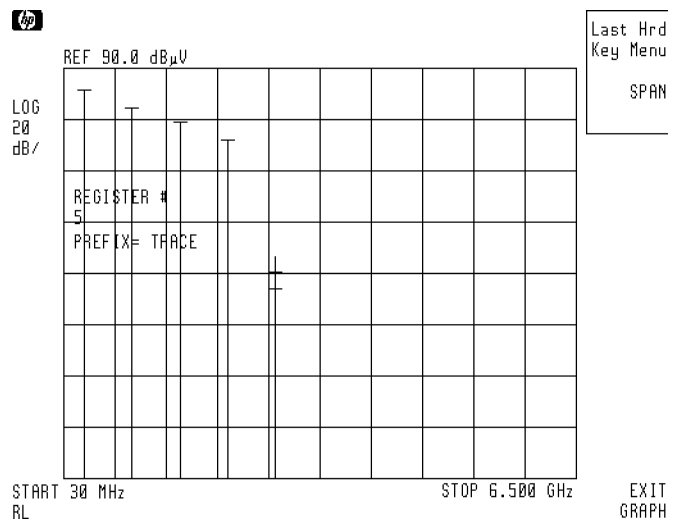 hp
Last Hrd
Key Menu
REF 90.0 dBµV
SPAN
LOG
20
dB/
REGISTER #
5
PREFIX= TRACE
START 30 MHz
STOP 6.500 GHz
EXIT
RL
GRAPH